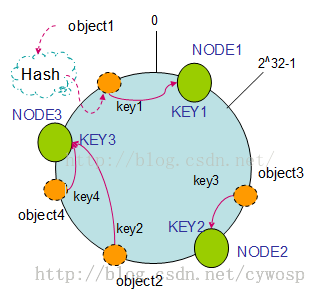 object1
0
NODE1
2^32-1
Hash
key1
KEY1
NODE3
KEY3
http://blog.csdn.net/
key3
object3
key4
KEY2
object4
key2
NODE2
object2
http://blog.csdn.net/cywosp